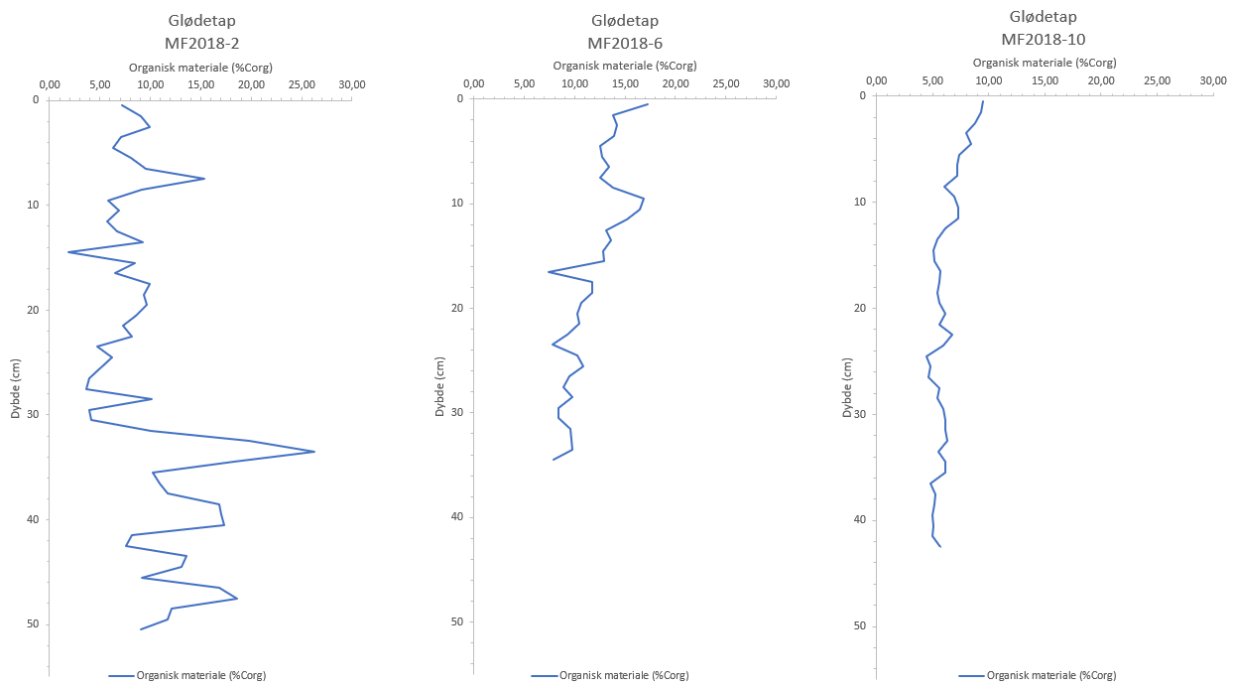 Glødetap
MF2018-2
Organisk materiale (%Corg)
0,00 5,00 10,00 15,00 20,00 25,00 30,00
0
10
20
30
40
50
Dybde (cm)
Organisk materiale (%Corg)
Glødetap
MF2018-6
Organisk materiale (%Corg)
0,00 5,00 10,00 15,00 20,00 25,00 30,00
0
10
20
30
40
50
Dybde (cm)
Organisk materiale (%Corg)
Glødetap
MF2018-10
Organisk materiale (%Corg)
0,00 5,00 10,00 15,00 20,00 25,00 30,00
0
10
20
30
40
50
Dybde (cm)
Organisk materiale (%Corg)